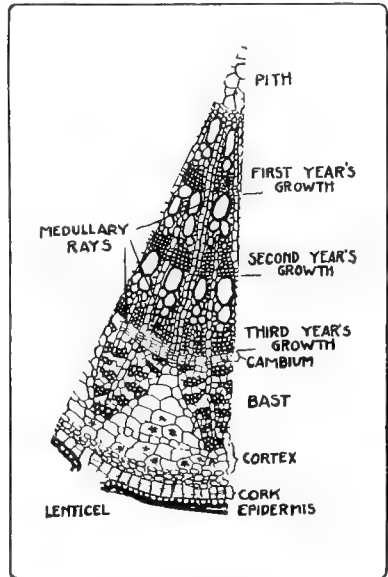 PITH
FIRST YEAR'S
GROWTH
MEDULLARY
RAYS
SECOND YEAR'S
GROWTH
THIRD YEAR'S
GROWTH
CAMBIUM
BAST
CORTEX
CORK
LENTICEL
EPIDERMIS